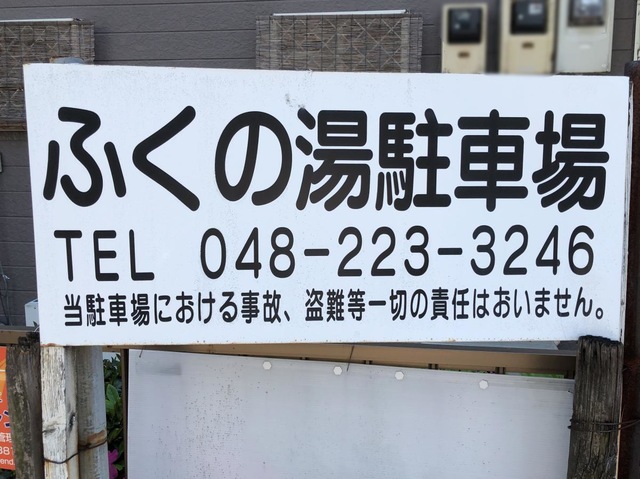 ふくの湯駐車場
TEL 048-223-3246
当駐車場における事故、盗難等一切の責任はおいません。